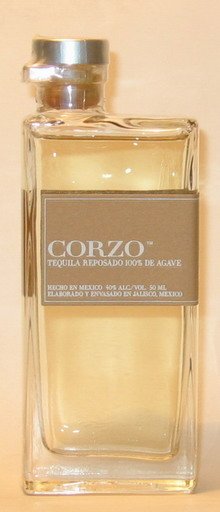 CORZO™
TEQUILA REPOSADO 100% DE AGAVE
HECHO EN MEXICO 40% ALC./VOL. 50 ML
ELABORADO Y ENVASADO EN JALISCO, MEXICO